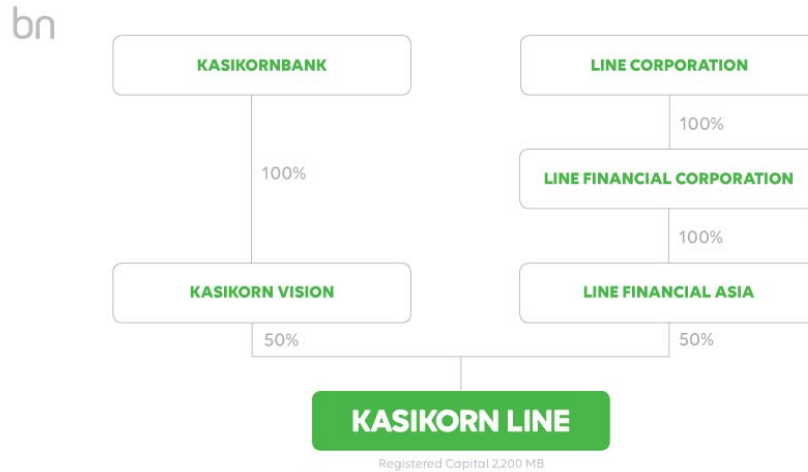 bn
KASIKORNBANK
LINE CORPORATION
100%
100%
LINE FINANCIAL CORPORATION
100%
KASIKORN VISION
LINE FINANCIAL ASIA
50%
50%
KASIKORN LINE
Registered Capital 2,200 MB